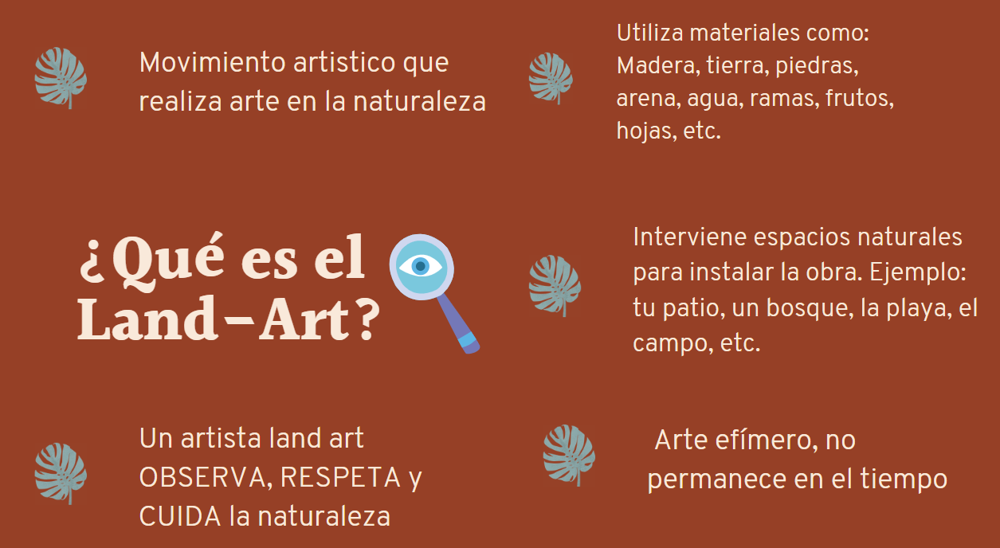 Movimiento artistico que
realiza arte en la naturaleza
Utiliza materiales como:
Madera, tierra, piedras,
arena, agua, ramas, frutos,
hojas, etc.
¿Qué es el
Land-Art?
Interviene espacios naturales
para instalar la obra. Ejemplo:
tu patio, un bosque, la playa, el
campo, etc.
Un artista land art
OBSERVA, RESPETA y
CUIDA la naturaleza
Arte efímero, no
permanece en el tiempo